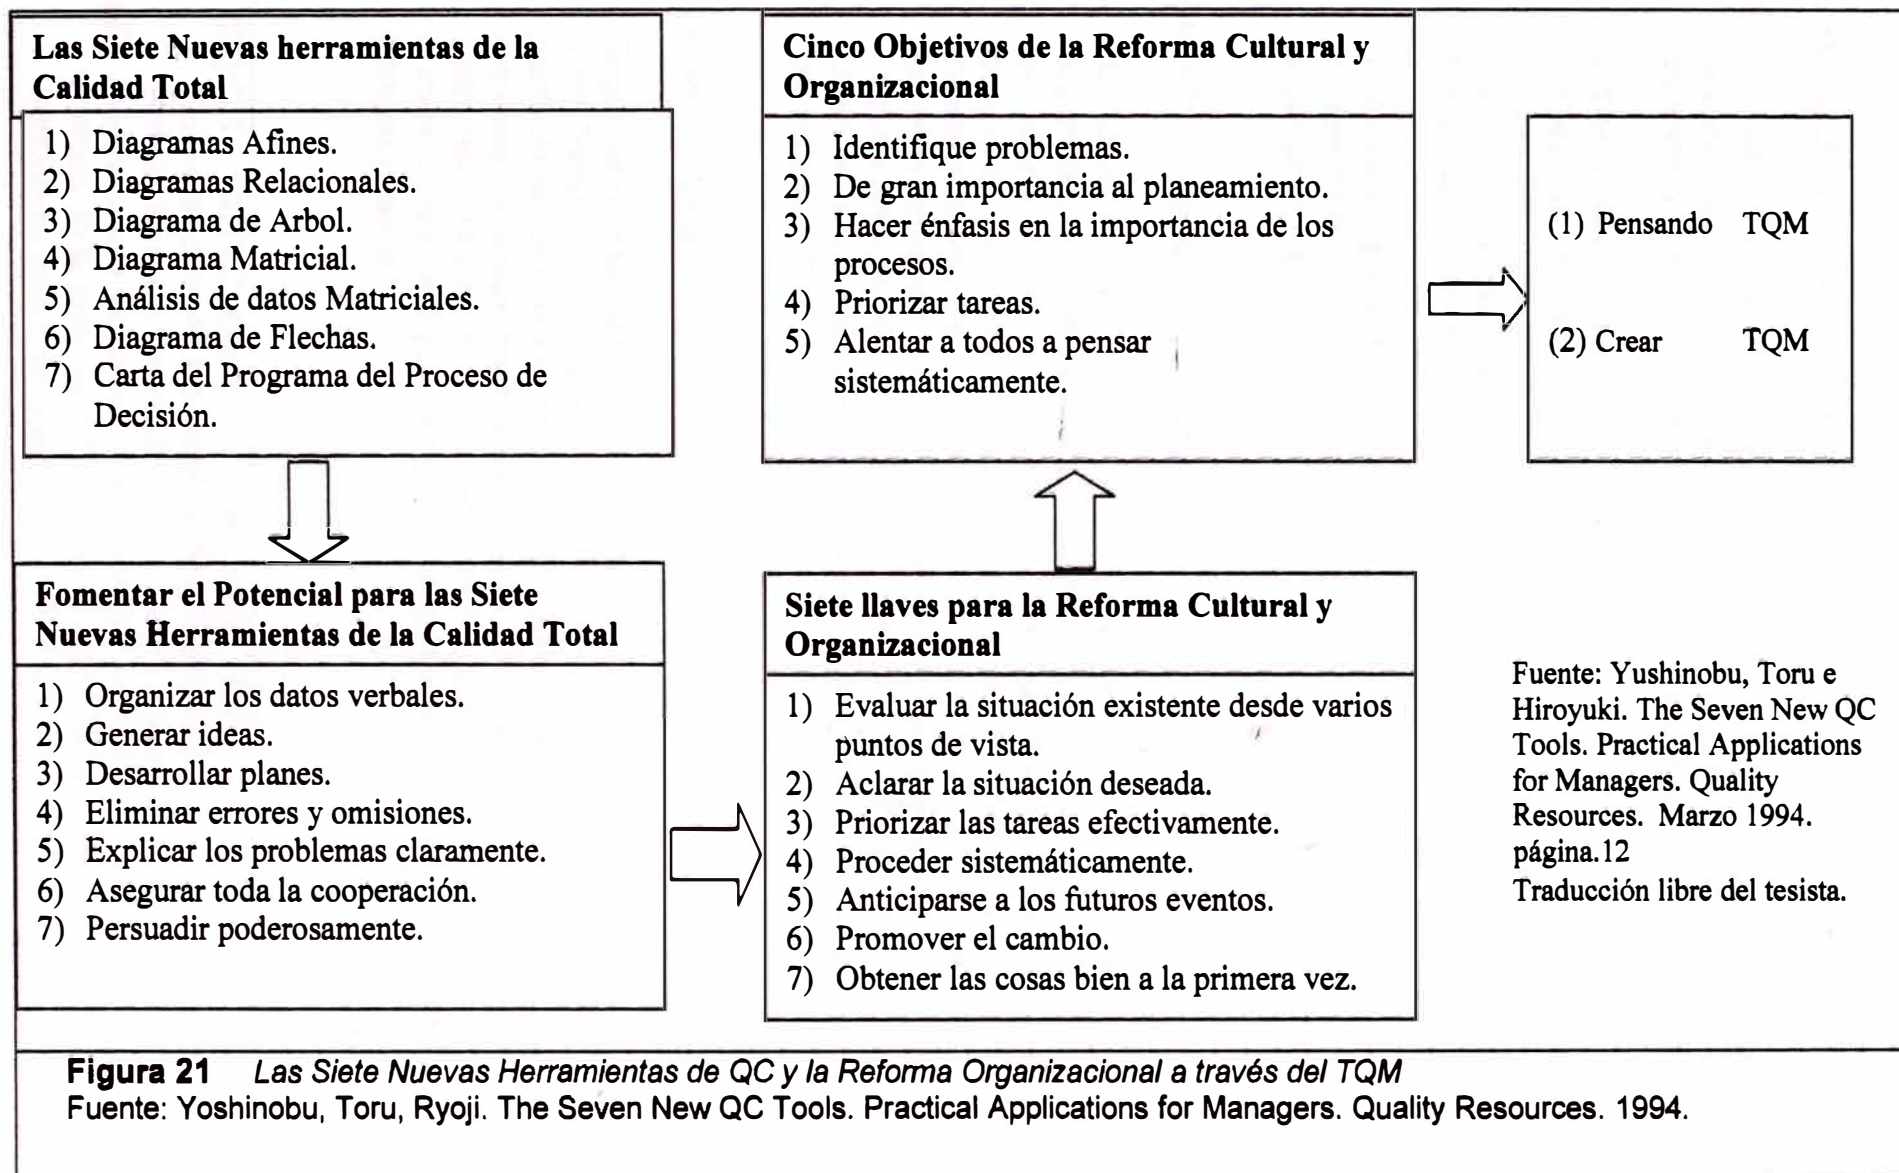 Las Siete Nuevas herramientas de la
Calidad Total
1) Diagramas Afines.
2) Diagramas Relacionales.
3) Diagrama de Arbol.
4) Diagrama Matricial.
5) Análisis de datos Matriciales.
6) Diagrama de Flechas.
7) Carta del Programa del Proceso de
Decisión.
Fomentar el Potencial para las Siete
Nuevas Herramientas de la Calidad Total
1) Organizar los datos verbales.
2) Generar ideas.
3) Desarrollar planes.
4) Eliminar errores y omisiones.
5) Explicar los problemas claramente.
6) Asegurar toda la cooperación.
7) Persuadir poderosamente.
Siete llaves para la Reforma Cultural y
Organizacional
1) Evaluar la situación existente desde varios
puntos de vista.
2) Aclarar la situación deseada.
3) Priorizar las tareas efectivamente.
4) Proceder sistemáticamente.
5) Anticiparse a los futuros eventos.
6) Promover el cambio.
7) Obtener las cosas bien a la primera vez.
Cinco Objetivos de la Reforma Cultural y
Organizacional
1) Identifique problemas.
2) De gran importancia al planeamiento.
3) Hacer énfasis en la importancia de los
procesos.
4) Priorizar tareas.
5) Alentar a todos a pensar
sistemáticamente.
(1) Pensando TQM
(2) Crear TQM
Fuente: Yushinobu, Toru e
Hiroyuki. The Seven New QC
Tools. Practical Applications
for Managers. Quality
Resources. Marzo 1994.
página.12
Traducción libre del tesista.
Figura 21 Las Siete Nuevas Herramientas de QC y la Reforma Organizacional a través del TQM
Fuente: Yoshinobu, Toru, Ryoji. The Seven New QC Tools. Practical Applications for Managers. Quality Resources. 1994.